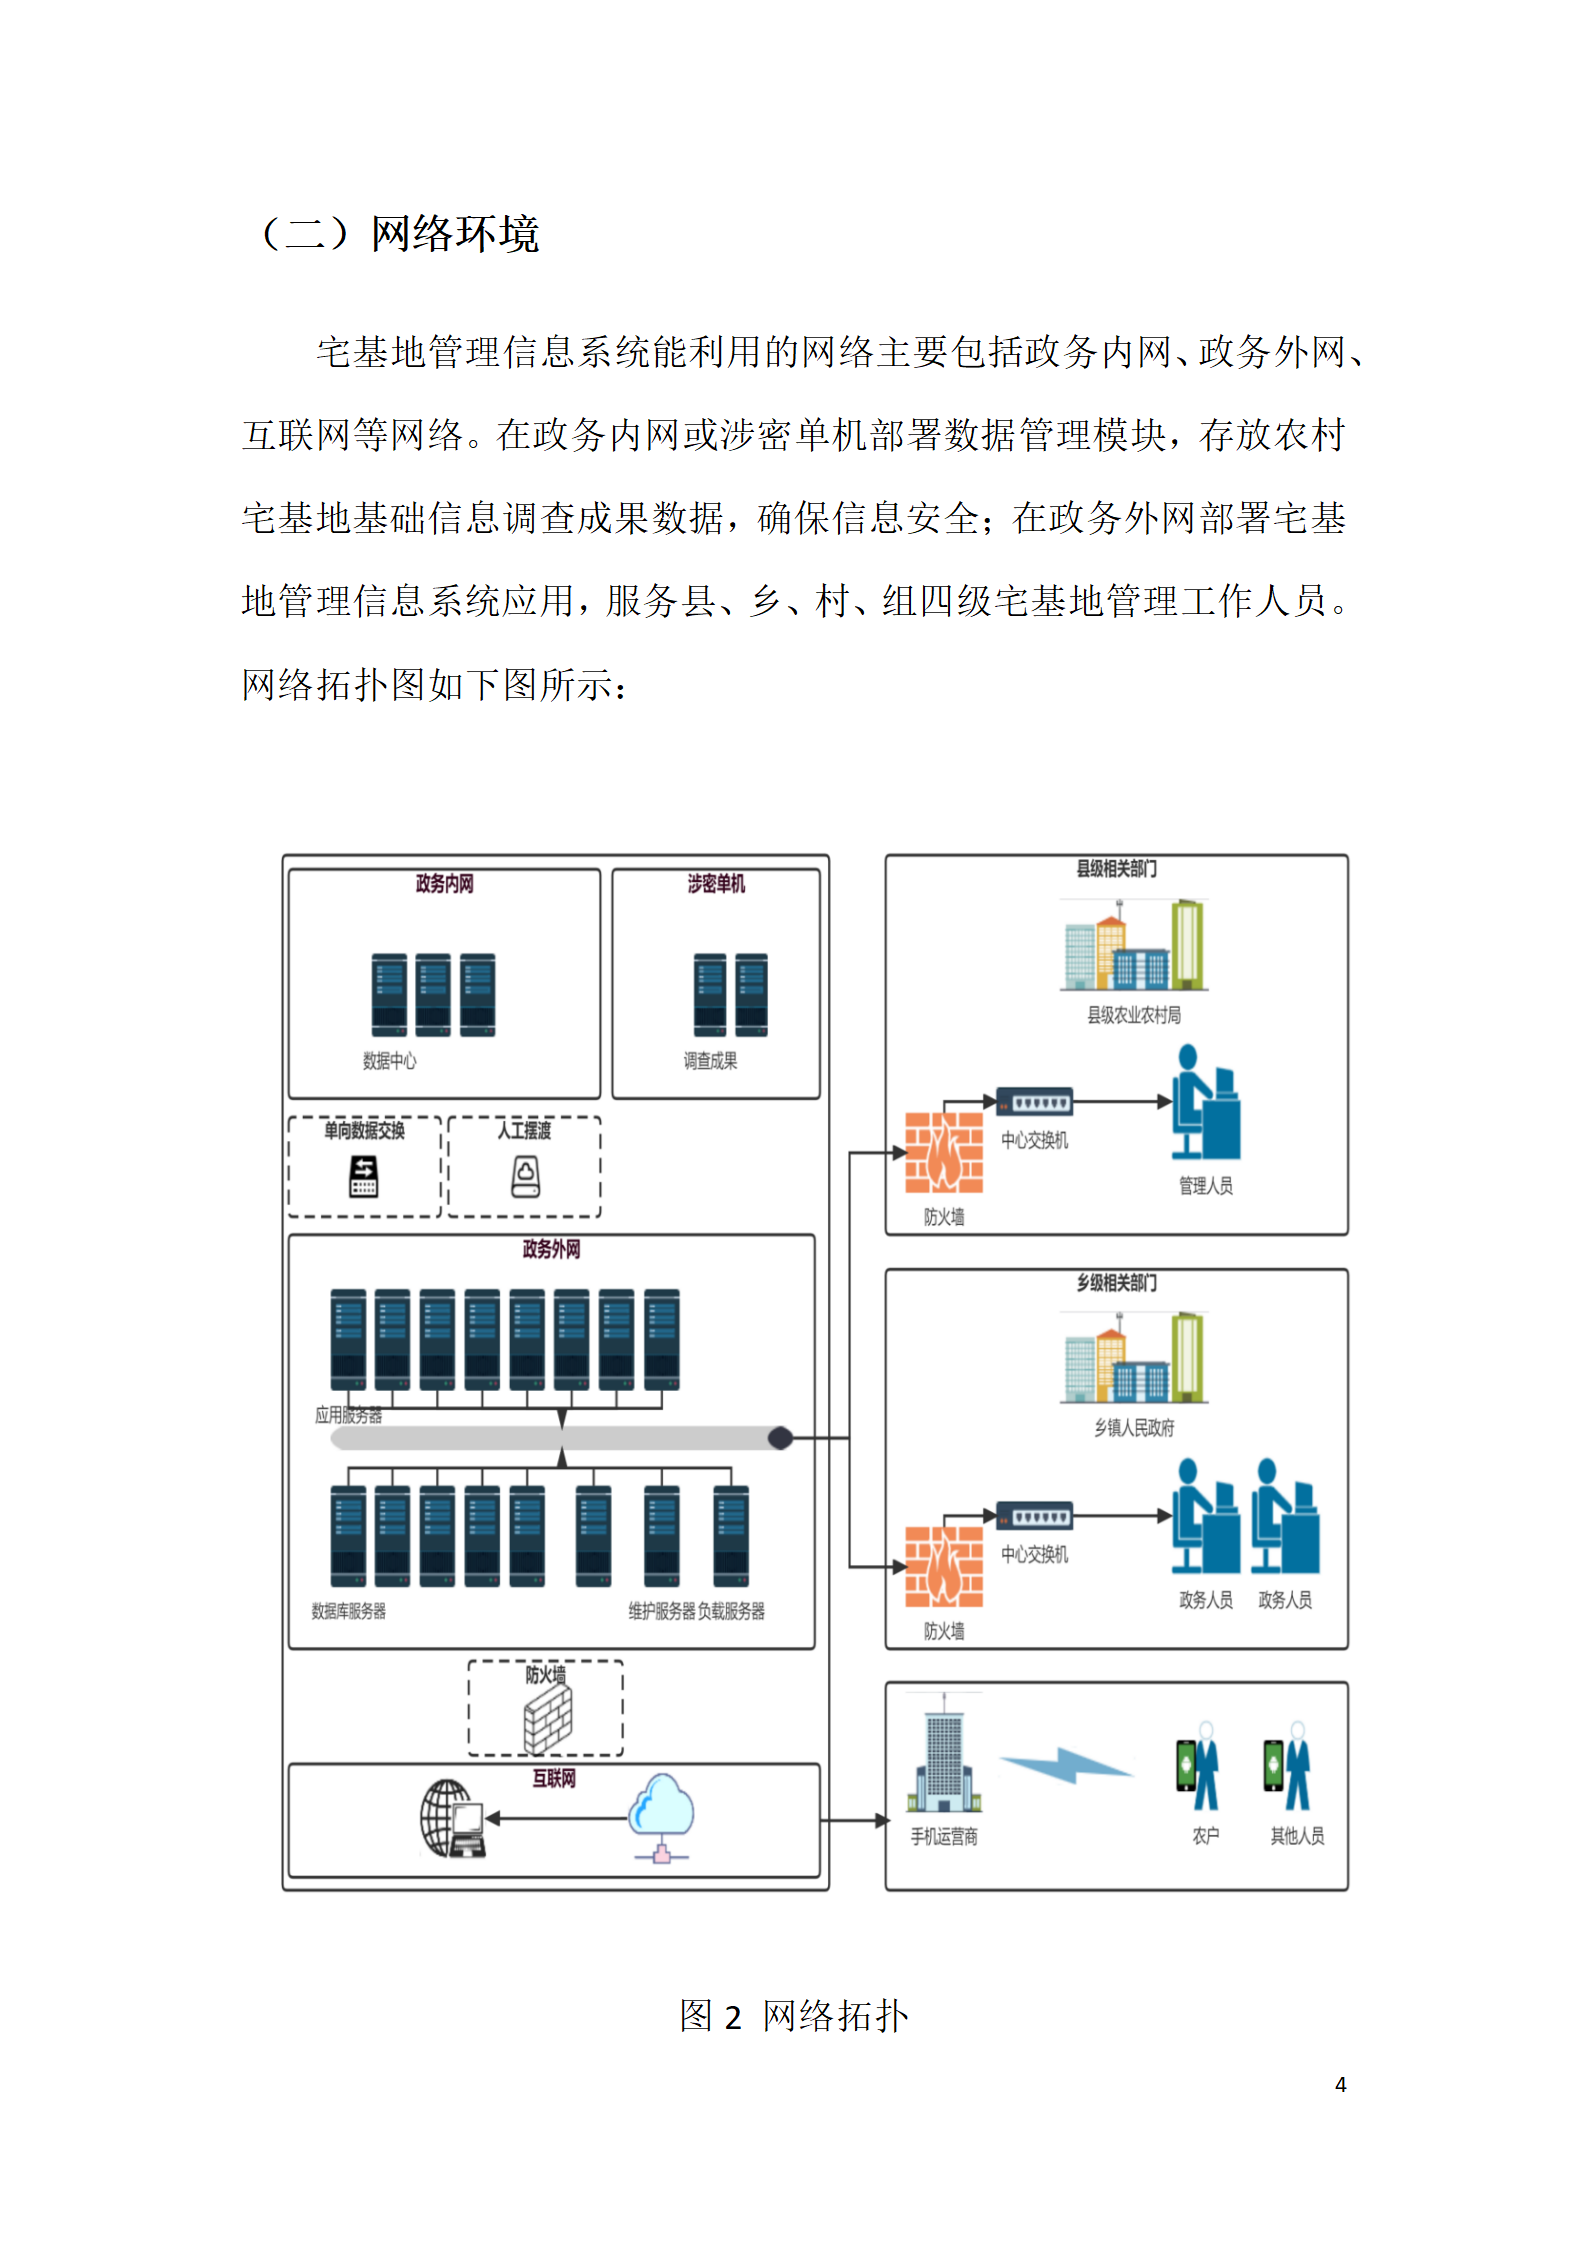 （二）网络环境
宅基地管理信息系统能利用的网络主要包括政务内网、政务外网、
互联网等网络。在政务内网或涉密单机部署数据管理模块，存放农村
宅基地基础信息调查成果数据，确保信息安全；在政务外网部署宅基
地管理信息系统应用，服务县、乡、村、组四级宅基地管理工作人员。
网络拓扑图如下图所示：
政务内网
数据中心
涉密单机
调查成果
单向数据交换
人工摆渡
政务外网
应用服务器
数据库服务器
维护服务器 负载服务器
防火墙
互联网
县级相关部门
县级农业农村局
中心交换机
管理人员
防火墙
乡级相关部门
乡镇人民政府
中心交换机
政务人员 政务人员
防火墙
手机运营商
农户
其他人员
图 2 网络拓扑
4